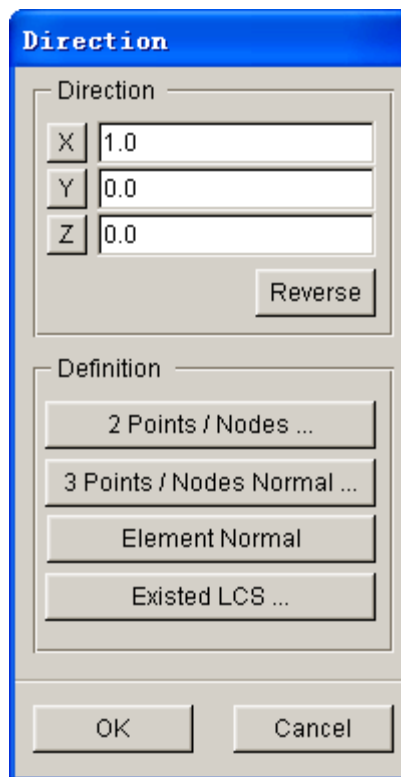 Direction
Direction
X 1.0
Y 0.0
Z 0.0
Reverse
Definition
2 Points / Nodes ...
3 Points / Nodes Normal ...
Element Normal
Existed LCS ...
OK Cancel